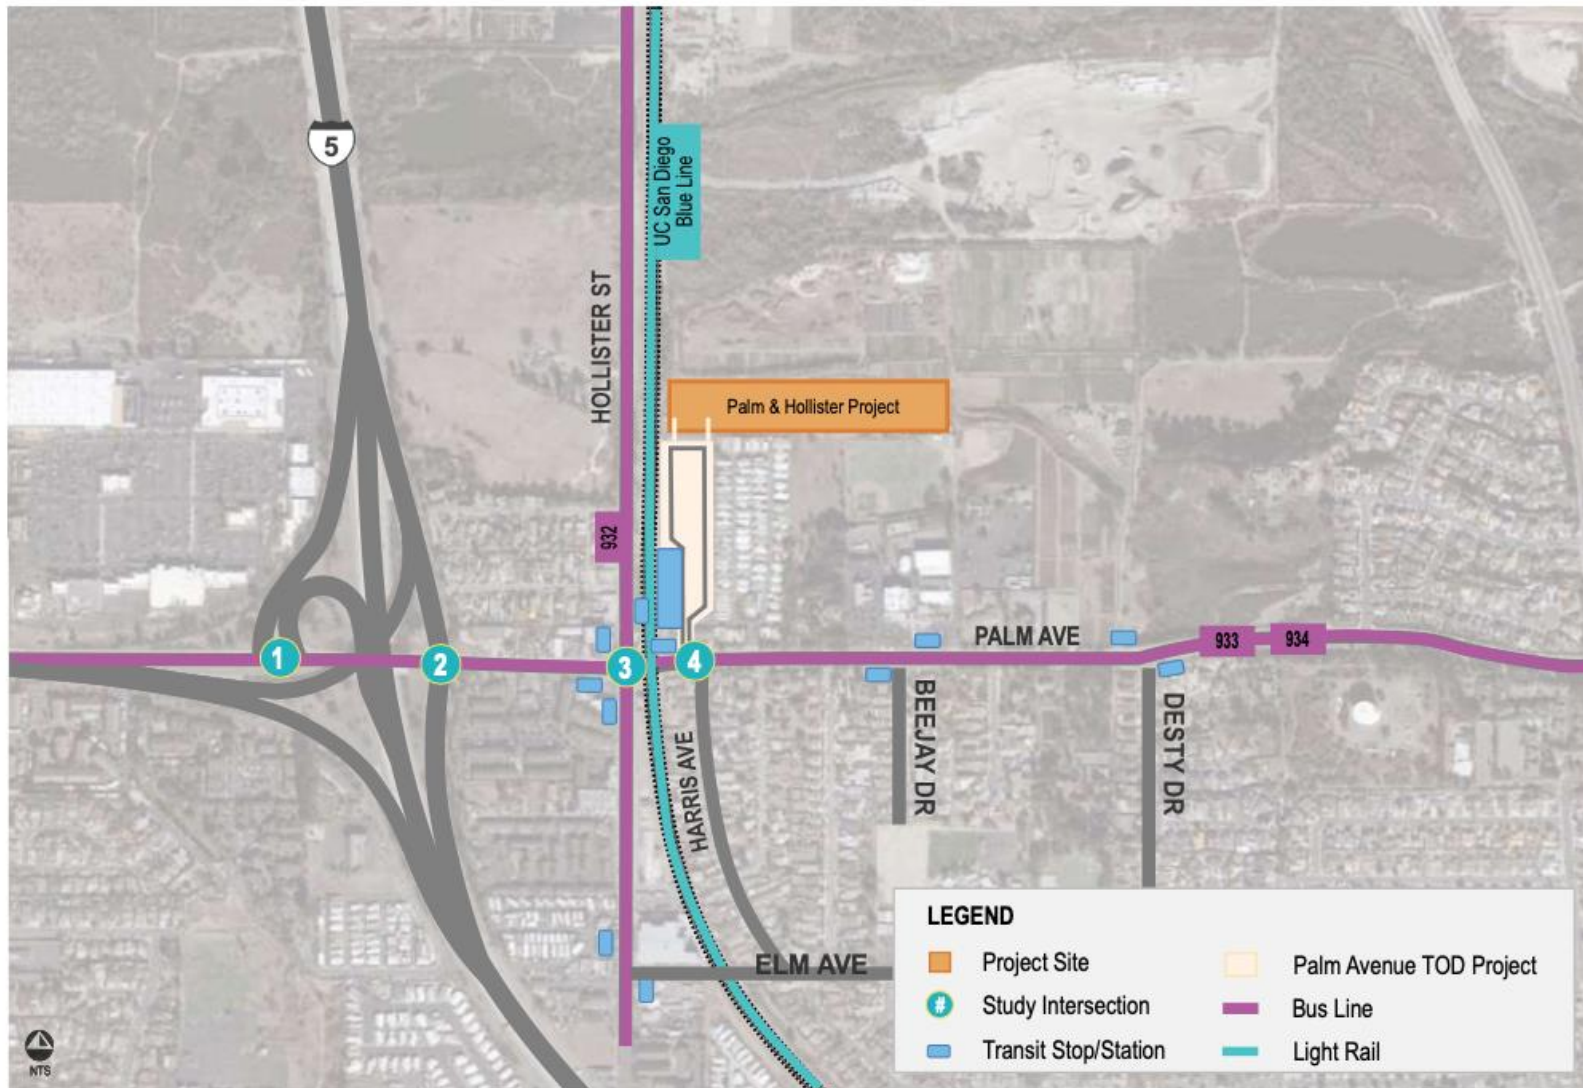 5
UC San Diego
Blue Line
HOLLISTER ST
Palm & Hollister Project
932
PALM AVE
933
934
1
2
3
4
HARRIS AVE
BEEJAY DR
DESTY DR
ELM AVE
LEGEND
Project Site
Palm Avenue TOD Project
# Study Intersection
Bus Line
Transit Stop/Station
Light Rail
NTS